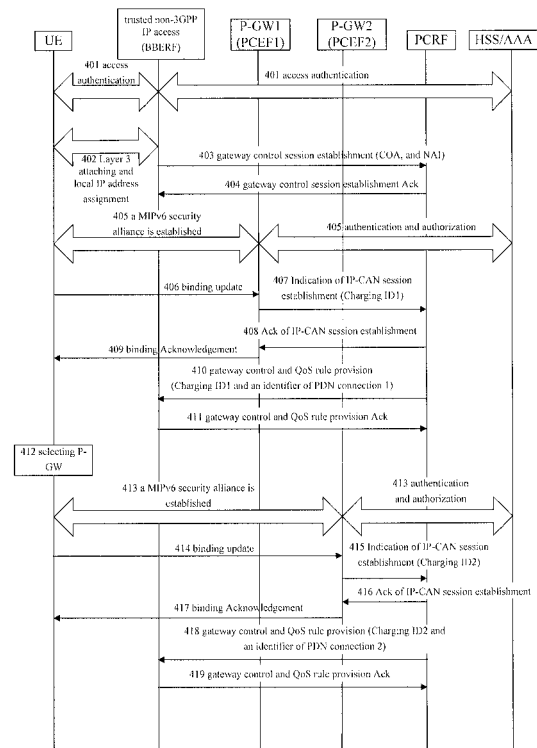 UE
trusted non-3GPP
IP access
(BBERF)
P-GW1
(PCEF1)
P-GW2
(PCEF2)
PCRF
HSS/AAA
401 access
authentication
401 access authentication
402 Layer 3
attaching and
local IP address
assignment
403 gateway control session establishment (COA, and NAI)
404 gateway control session establishment Ack
405 a MIPv6 security
alliance is established
405 authentication and authorization
406 binding update
407 Indication of IP-CAN session
establishment (Charging ID1)
408 Ack of IP-CAN session establishment
409 binding Acknowledgement
410 gateway control and QoS rule provision
(Charging ID1 and an identifier of PDN connection 1)
411 gateway control and QoS rule provision Ack
412 selecting P-
GW
413 a MIPv6 security alliance is
established
413 authentication
and authorization
414 binding update
415 Indication of IP-CAN session
establishment (Charging ID2)
416 Ack of IP-CAN session establishment
417 binding Acknowledgement
418 gateway control and QoS rule provision (Charging ID2 and
an identifier of PDN connection 2)
419 gateway control and QoS rule provision Ack